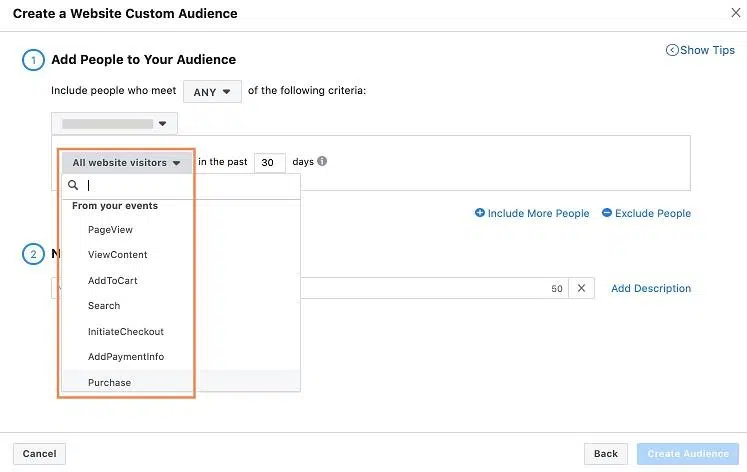 Create a Website Custom Audience
Show Tips
1 Add People to Your Audience
Include people who meet ANY of the following criteria:
All website visitors in the past 30 days
From your events
PageView
ViewContent
AddToCart
Search
InitiateCheckout
AddPaymentInfo
Purchase
Include More People Exclude People
2 N
50 Add Description
Cancel Back Create Audience